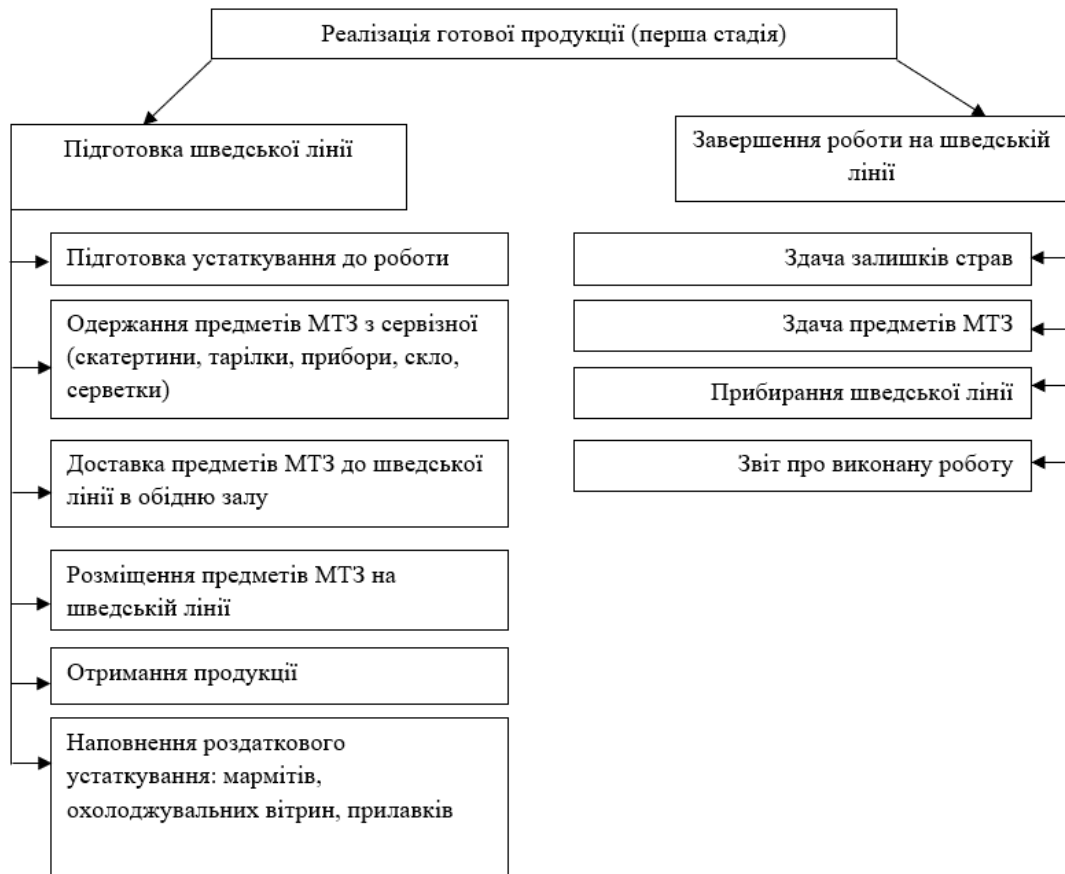 Реалізація готової продукції (перша стадія)
Підготовка шведської лінії
Підготовка устаткування до роботи
Одержання предметів МТЗ з сервізної
(скатертини, тарілки, прибори, скло,
серветки)
Доставка предметів МТЗ до шведської
лінії в обідню залу
Розміщення предметів МТЗ на
шведській лінії
Отримання продукції
Наповнення роздаткового
устаткування: мармітів,
охолоджувальних вітрин, прилавків
Завершення роботи на шведській
лінії
Здача залишків страв
Здача предметів МТЗ
Прибирання шведської лінії
Звіт про виконану роботу